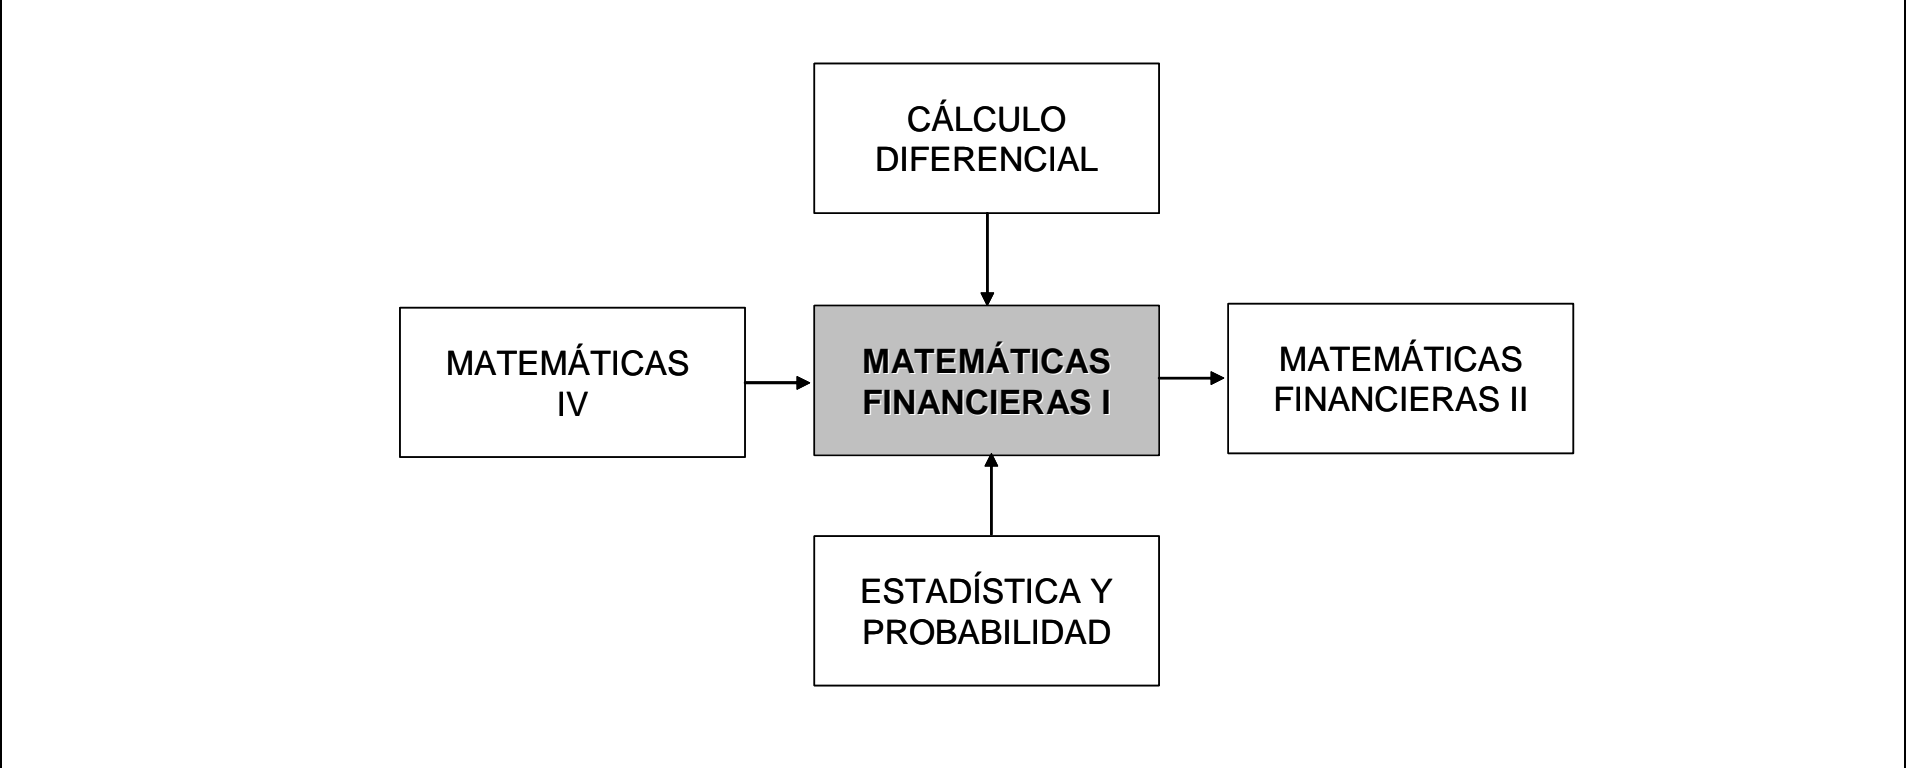 CÁLCULO
DIFERENCIAL
MATEMÁTICAS
IV
MATEMÁTICAS
FINANCIERAS I
MATEMÁTICAS
FINANCIERAS II
ESTADÍSTICA Y
PROBABILIDAD